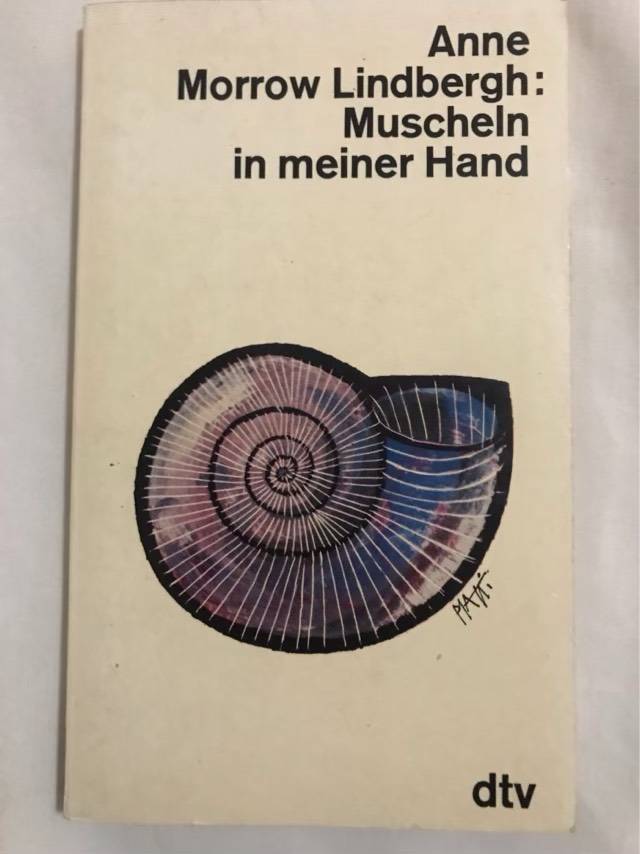 Anne
Morrow Lindbergh:
Muscheln
in meiner Hand
dtv